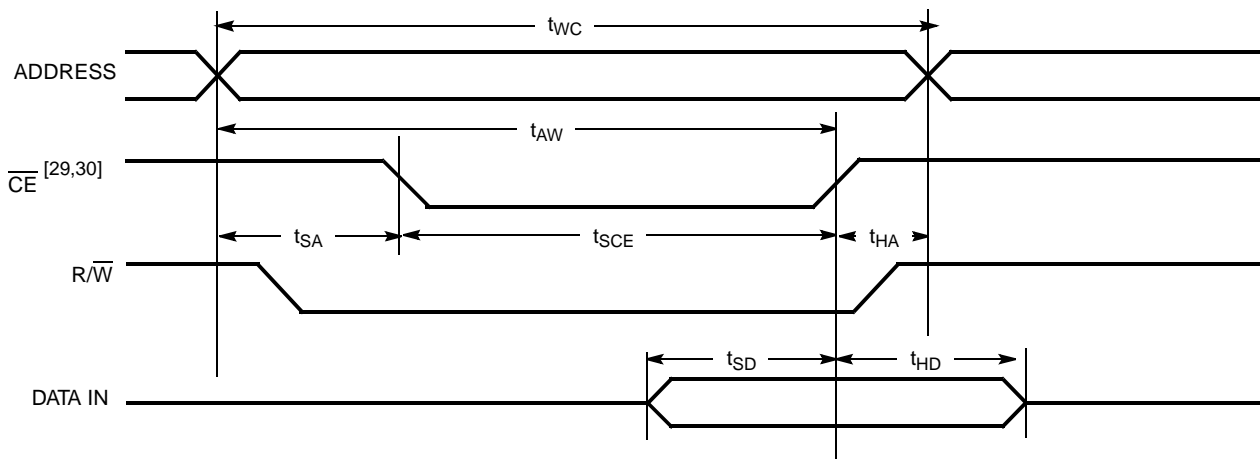 tWC
ADDRESS
tAW
CE [29,30]
tSA
tSCE
tHA
R/W
tSD
tHD
DATA IN